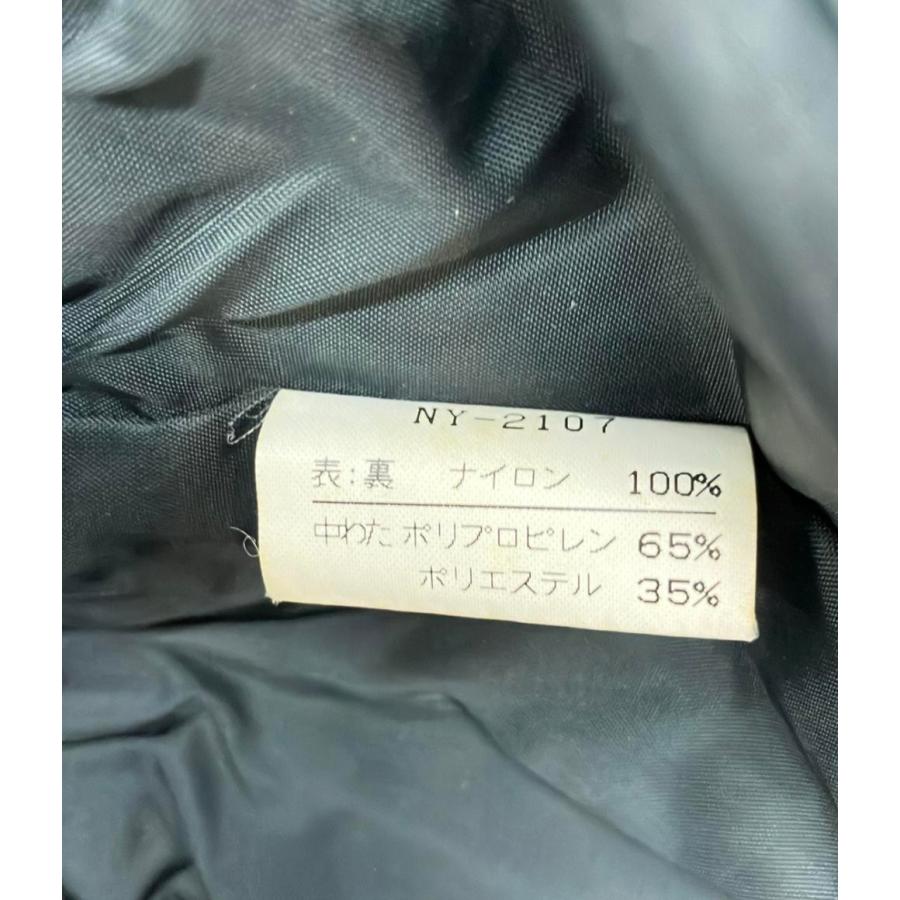 NY-2107
表:裏 ナイロン 100%
中わた ポリプロピレン 65%
ポリエステル 35%